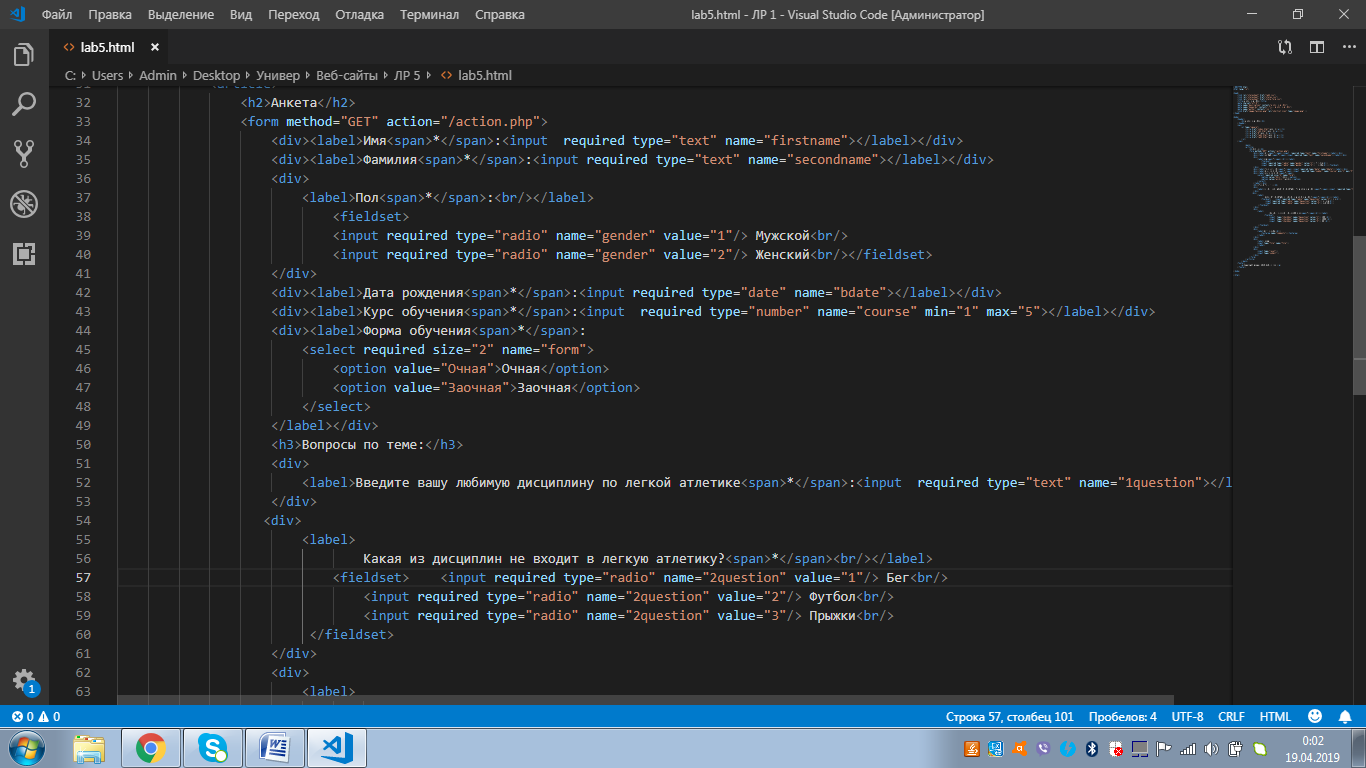 Файл Правка Выделение Вид Переход Отладка Терминал Справка lab5.html - ЛР 1 - Visual Studio Code [Администратор]
lab5.html
C: Users Admin Desktop Универ Веб-сайты ЛР 5 lab5.html
31 <article>
32 <h2>Анкета</h2>
33 <form method="GET" action="/action.php">
34 <div><label>Имя<span>*</span>:<input  required type="text" name="firstname"></label></div>
35 <div><label>Фамилия<span>*</span>:<input required type="text" name="secondname"></label></div>
36 <div>
37 <label>Пол<span>*</span>:<br/></label>
38 <fieldset>
39 <input required type="radio" name="gender" value="1"/> Мужской<br/>
40 <input required type="radio" name="gender" value="2"/> Женский<br/></fieldset>
41 </div>
42 <div><label>Дата рождения<span>*</span>:<input required type="date" name="bdate"></label></div>
43 <div><label>Курс обучения<span>*</span>:<input  required type="number" name="course" min="1" max="5"></label></div>
44 <div><label>Форма обучения<span>*</span>:
45 <select required size="2" name="form">
46 <option value="Очная">Очная</option>
47 <option value="Заочная">Заочная</option>
48 </select>
49 </label></div>
50 <h3>Вопросы по теме:</h3>
51 <div>
52 <label>Введите вашу любимую дисциплину по легкой атлетике<span>*</span>:<input  required type="text" name="1question"></l
53 </div>
54 <div>
55 <label>
56 Какая из дисциплин не входит в легкую атлетику?<span>*</span><br/></label>
57 <fieldset>    <input required type="radio" name="2question" value="1"/> Бег<br/>
58 <input required type="radio" name="2question" value="2"/> Футбол<br/>
59 <input required type="radio" name="2question" value="3"/> Прыжки<br/>
60 </fieldset>
61 </div>
62 <div>
63 <label>
1
0 0 Строка 57, столбец 101 Пробелов: 4 UTF-8 CRLF HTML
0:02
19.04.2019